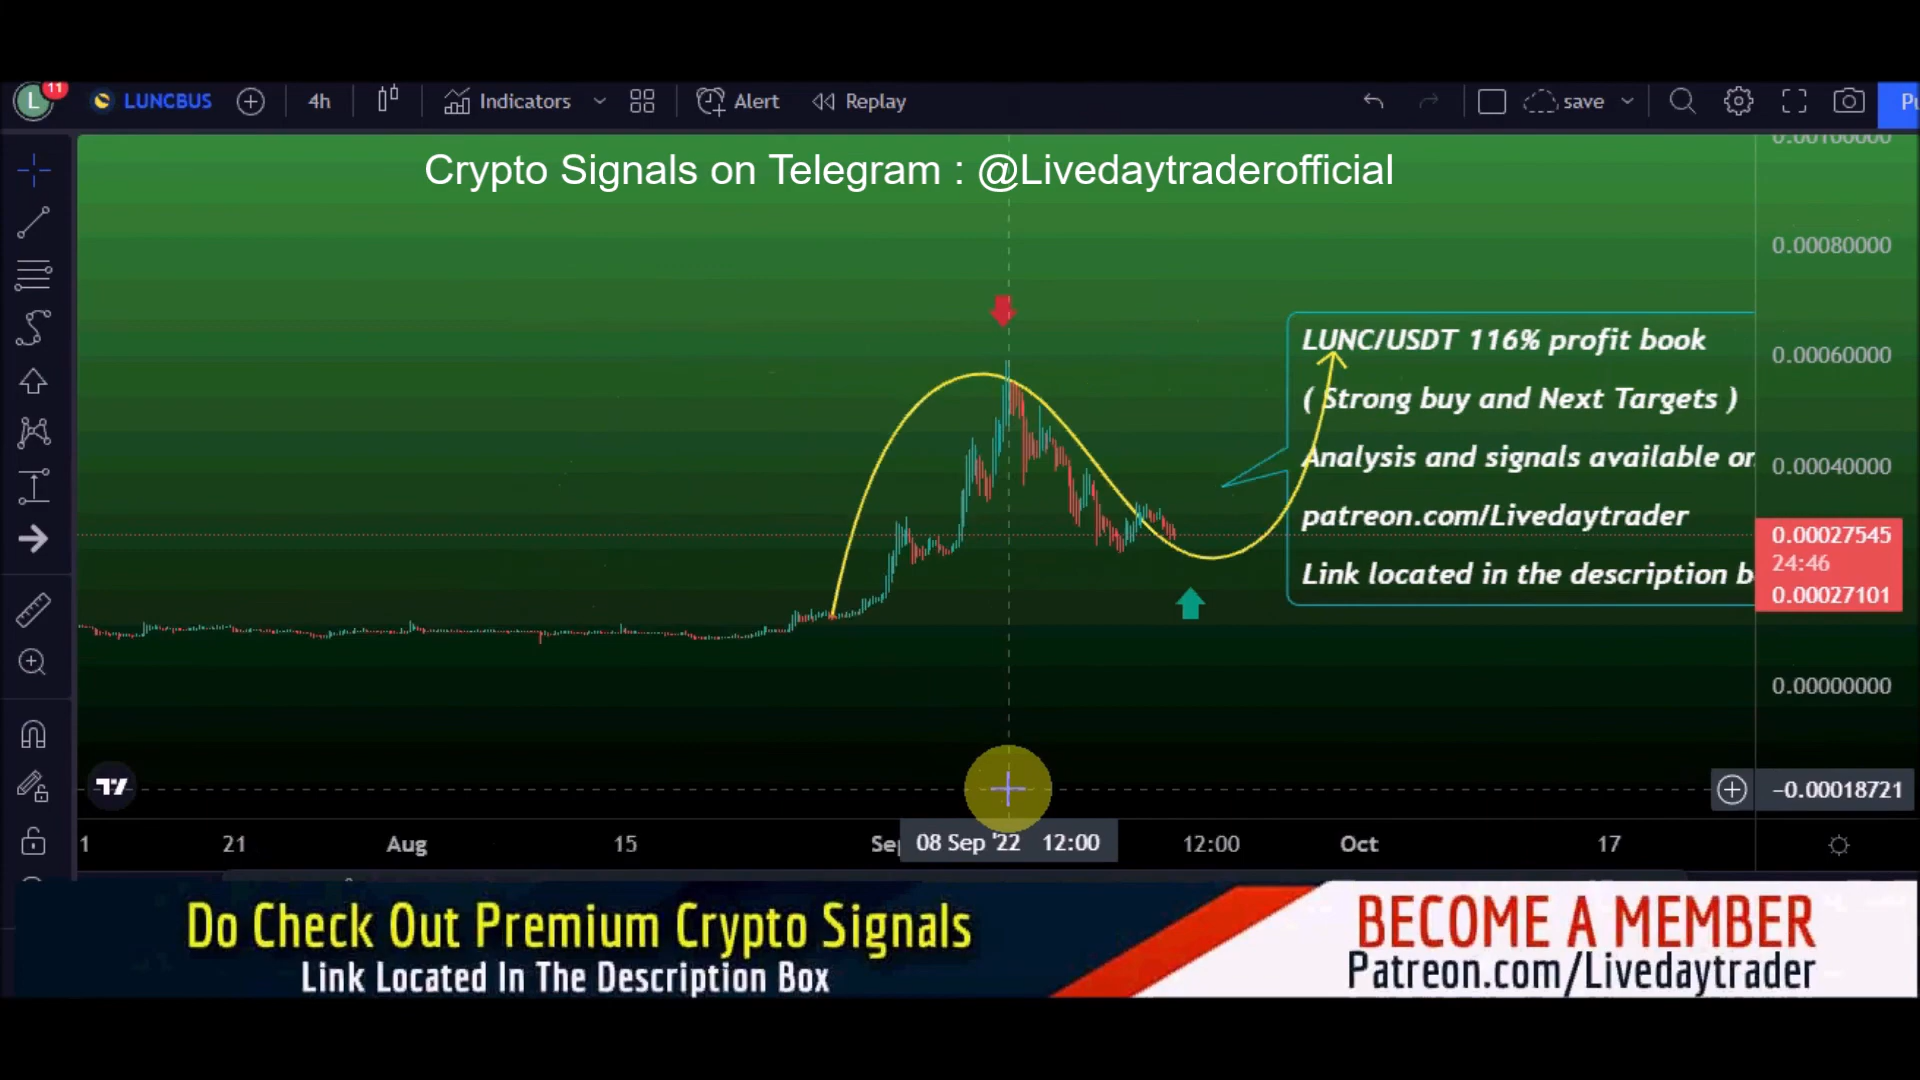 L 11 LUNCBUS 4h Indicators Alert Replay save
Crypto Signals on Telegram : @Livedaytraderofficial
0.00080000
LUNC/USDT 116% profit book
0.00060000
( Strong buy and Next Targets )
Analysis and signals available on
0.00040000
patreon.com/Livedaytrader
0.00027545
24:46
Link located in the description b
0.00027101
0.00000000
−0.00018721
1 21 Aug 15 Sep 08 Sep '22 12:00 12:00 Oct 17
Do Check Out Premium Crypto Signals
Link Located In The Description Box
BECOME A MEMBER
Patreon.com/Livedaytrader